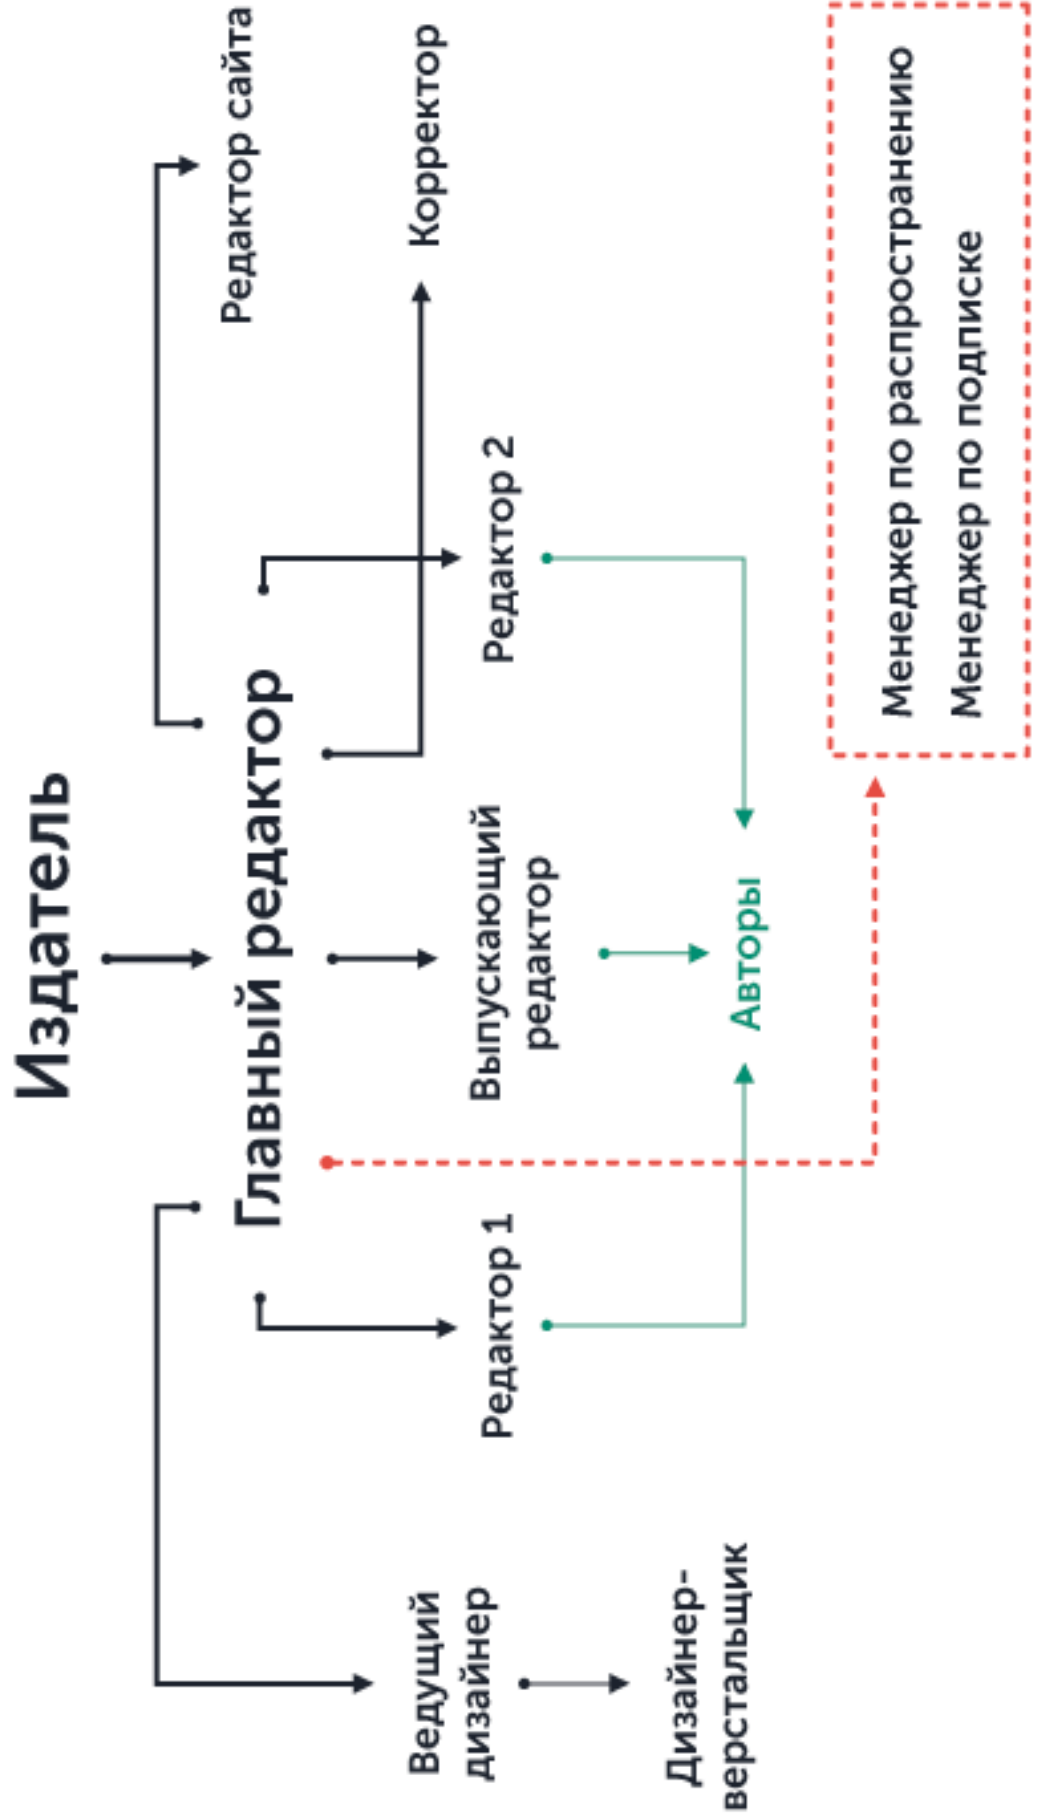 Издатель
Главный редактор
Редактор сайта
Ведущий
дизайнер
Редактор 1
Выпускающий
редактор
Редактор 2
Корректор
Дизайнер-
верстальщик
Авторы
Менеджер по распространению
Менеджер по подписке